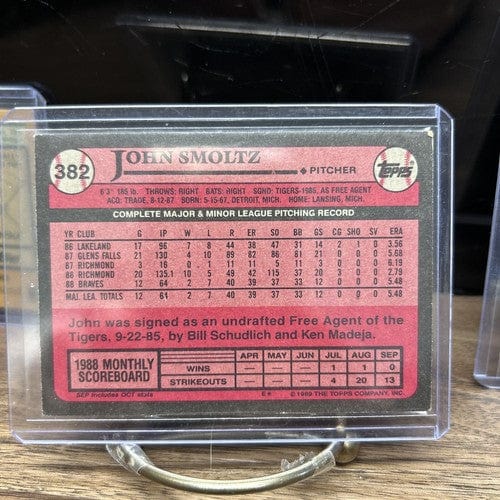 382
JOHN SMOLTZ
◆ PITCHER
Topps
6'3" 185 lb. THROWS: RIGHT BATS: RIGHT SGND: TIGERS-1985, AS FREE AGENT
ACQ: TRADE, 8-12-87 BORN: 5-15-67, DETROIT, MICH. HOME: LANSING, MICH.
COMPLETE MAJOR & MINOR LEAGUE PITCHING RECORD
YR CLUB G IP W L R ER SO BB GS CG SHO SV ERA
86 LAKELAND 17 96 7 8 44 38 47 31 14 2 1 0 3.56
87 GLENS FALLS 21 130 4 10 89 82 86 81 21 0 0 0 5.68
87 RICHMOND 3 16 0 1 11 11 5 11 3 0 0 0 6.19
88 RICHMOND 20 135.1 10 5 49 42 115 37 20 3 0 0 2.79
88 BRAVES 12 64 2 7 40 39 37 33 12 0 0 0 5.48
MAJ. LEA. TOTALS 12 64 2 7 40 39 37 33 12 0 0 0 5.48
John was signed as an undrafted Free Agent of the
Tigers, 9-22-85, by Bill Schudlich and Ken Madeja.
1988 MONTHLY SCOREBOARD
APR MAY JUN JUL AUG SEP
WINS — — — 1 1 0
STRIKEOUTS — — — 4 20 13
SEP Includes OCT stats
E* © 1989 THE TOPPS COMPANY, INC.